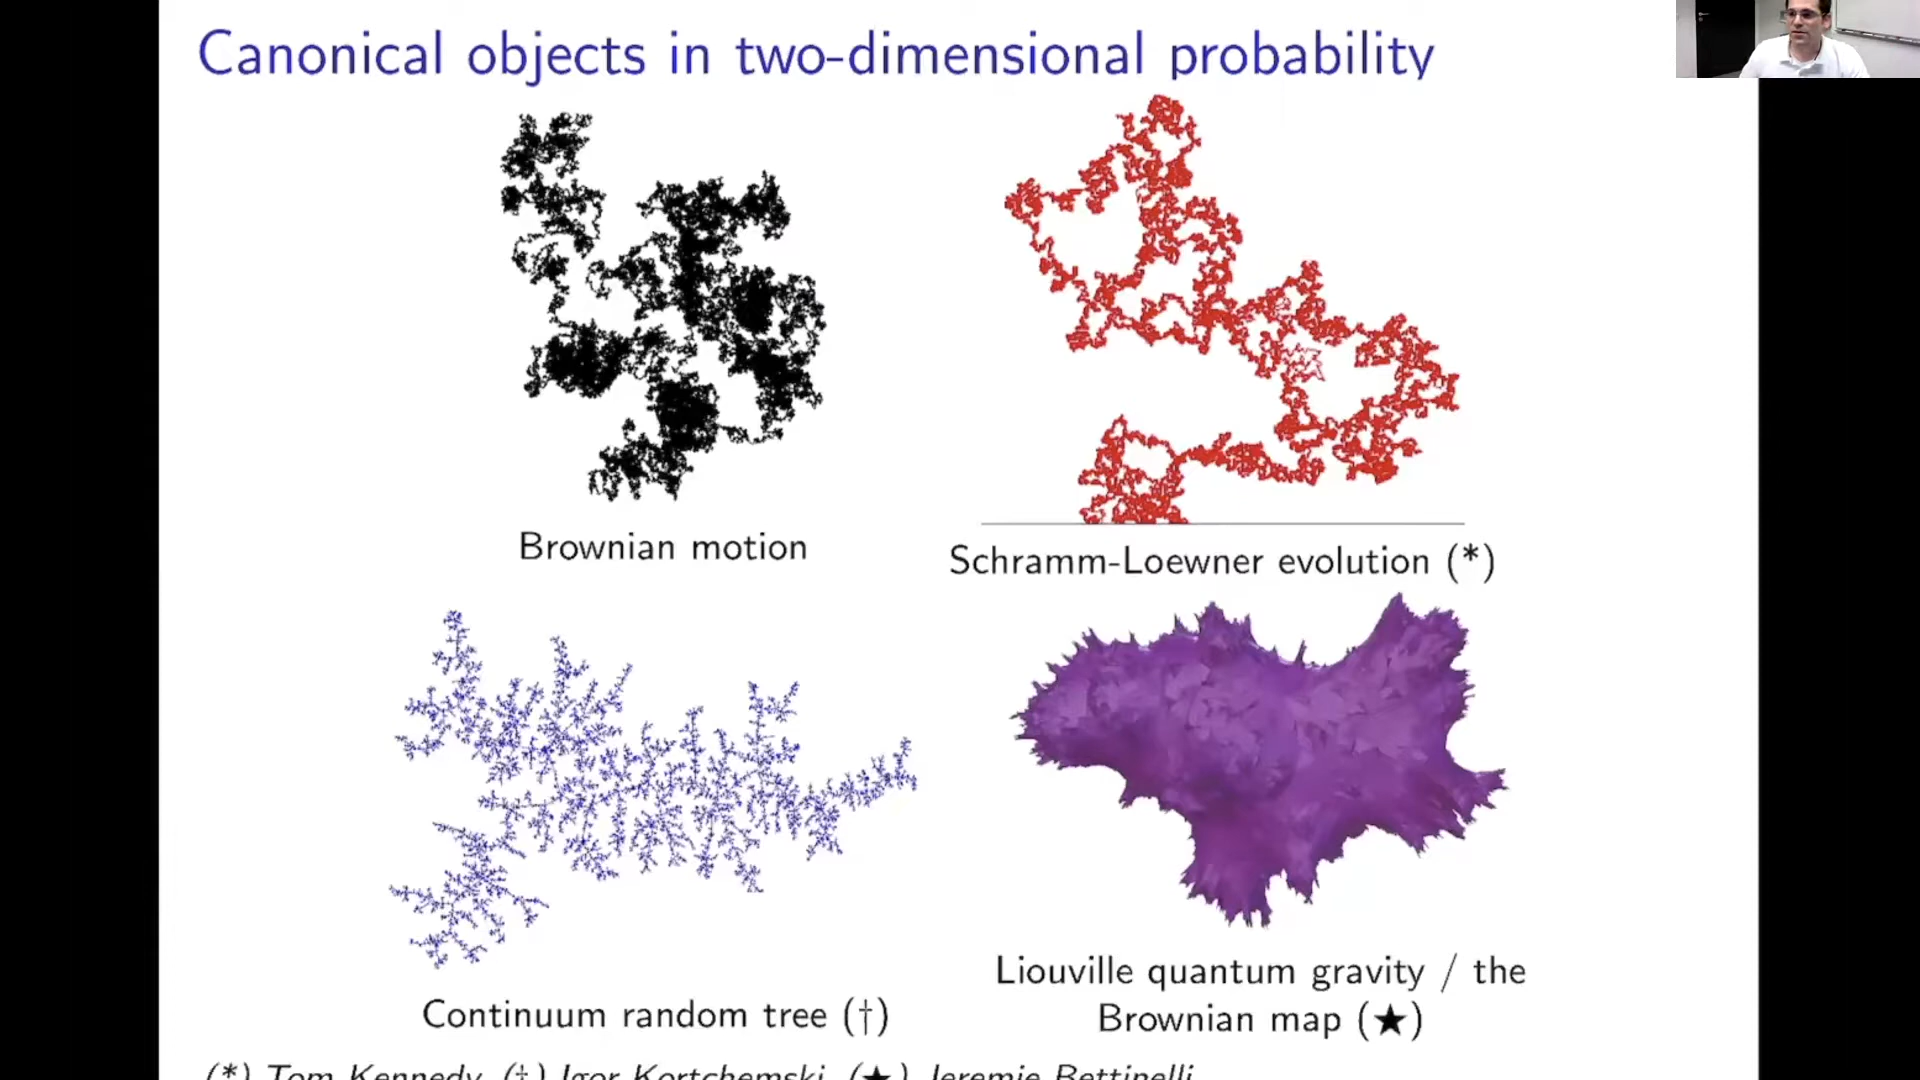 Canonical objects in two-dimensional probability
Brownian motion
Schramm-Loewner evolution (*)
Continuum random tree (†)
Liouville quantum gravity / the
Brownian map (★)
(*) Tom Kennedy, (†) Igor Kortchemski, (★) Jeremie Bettinelli